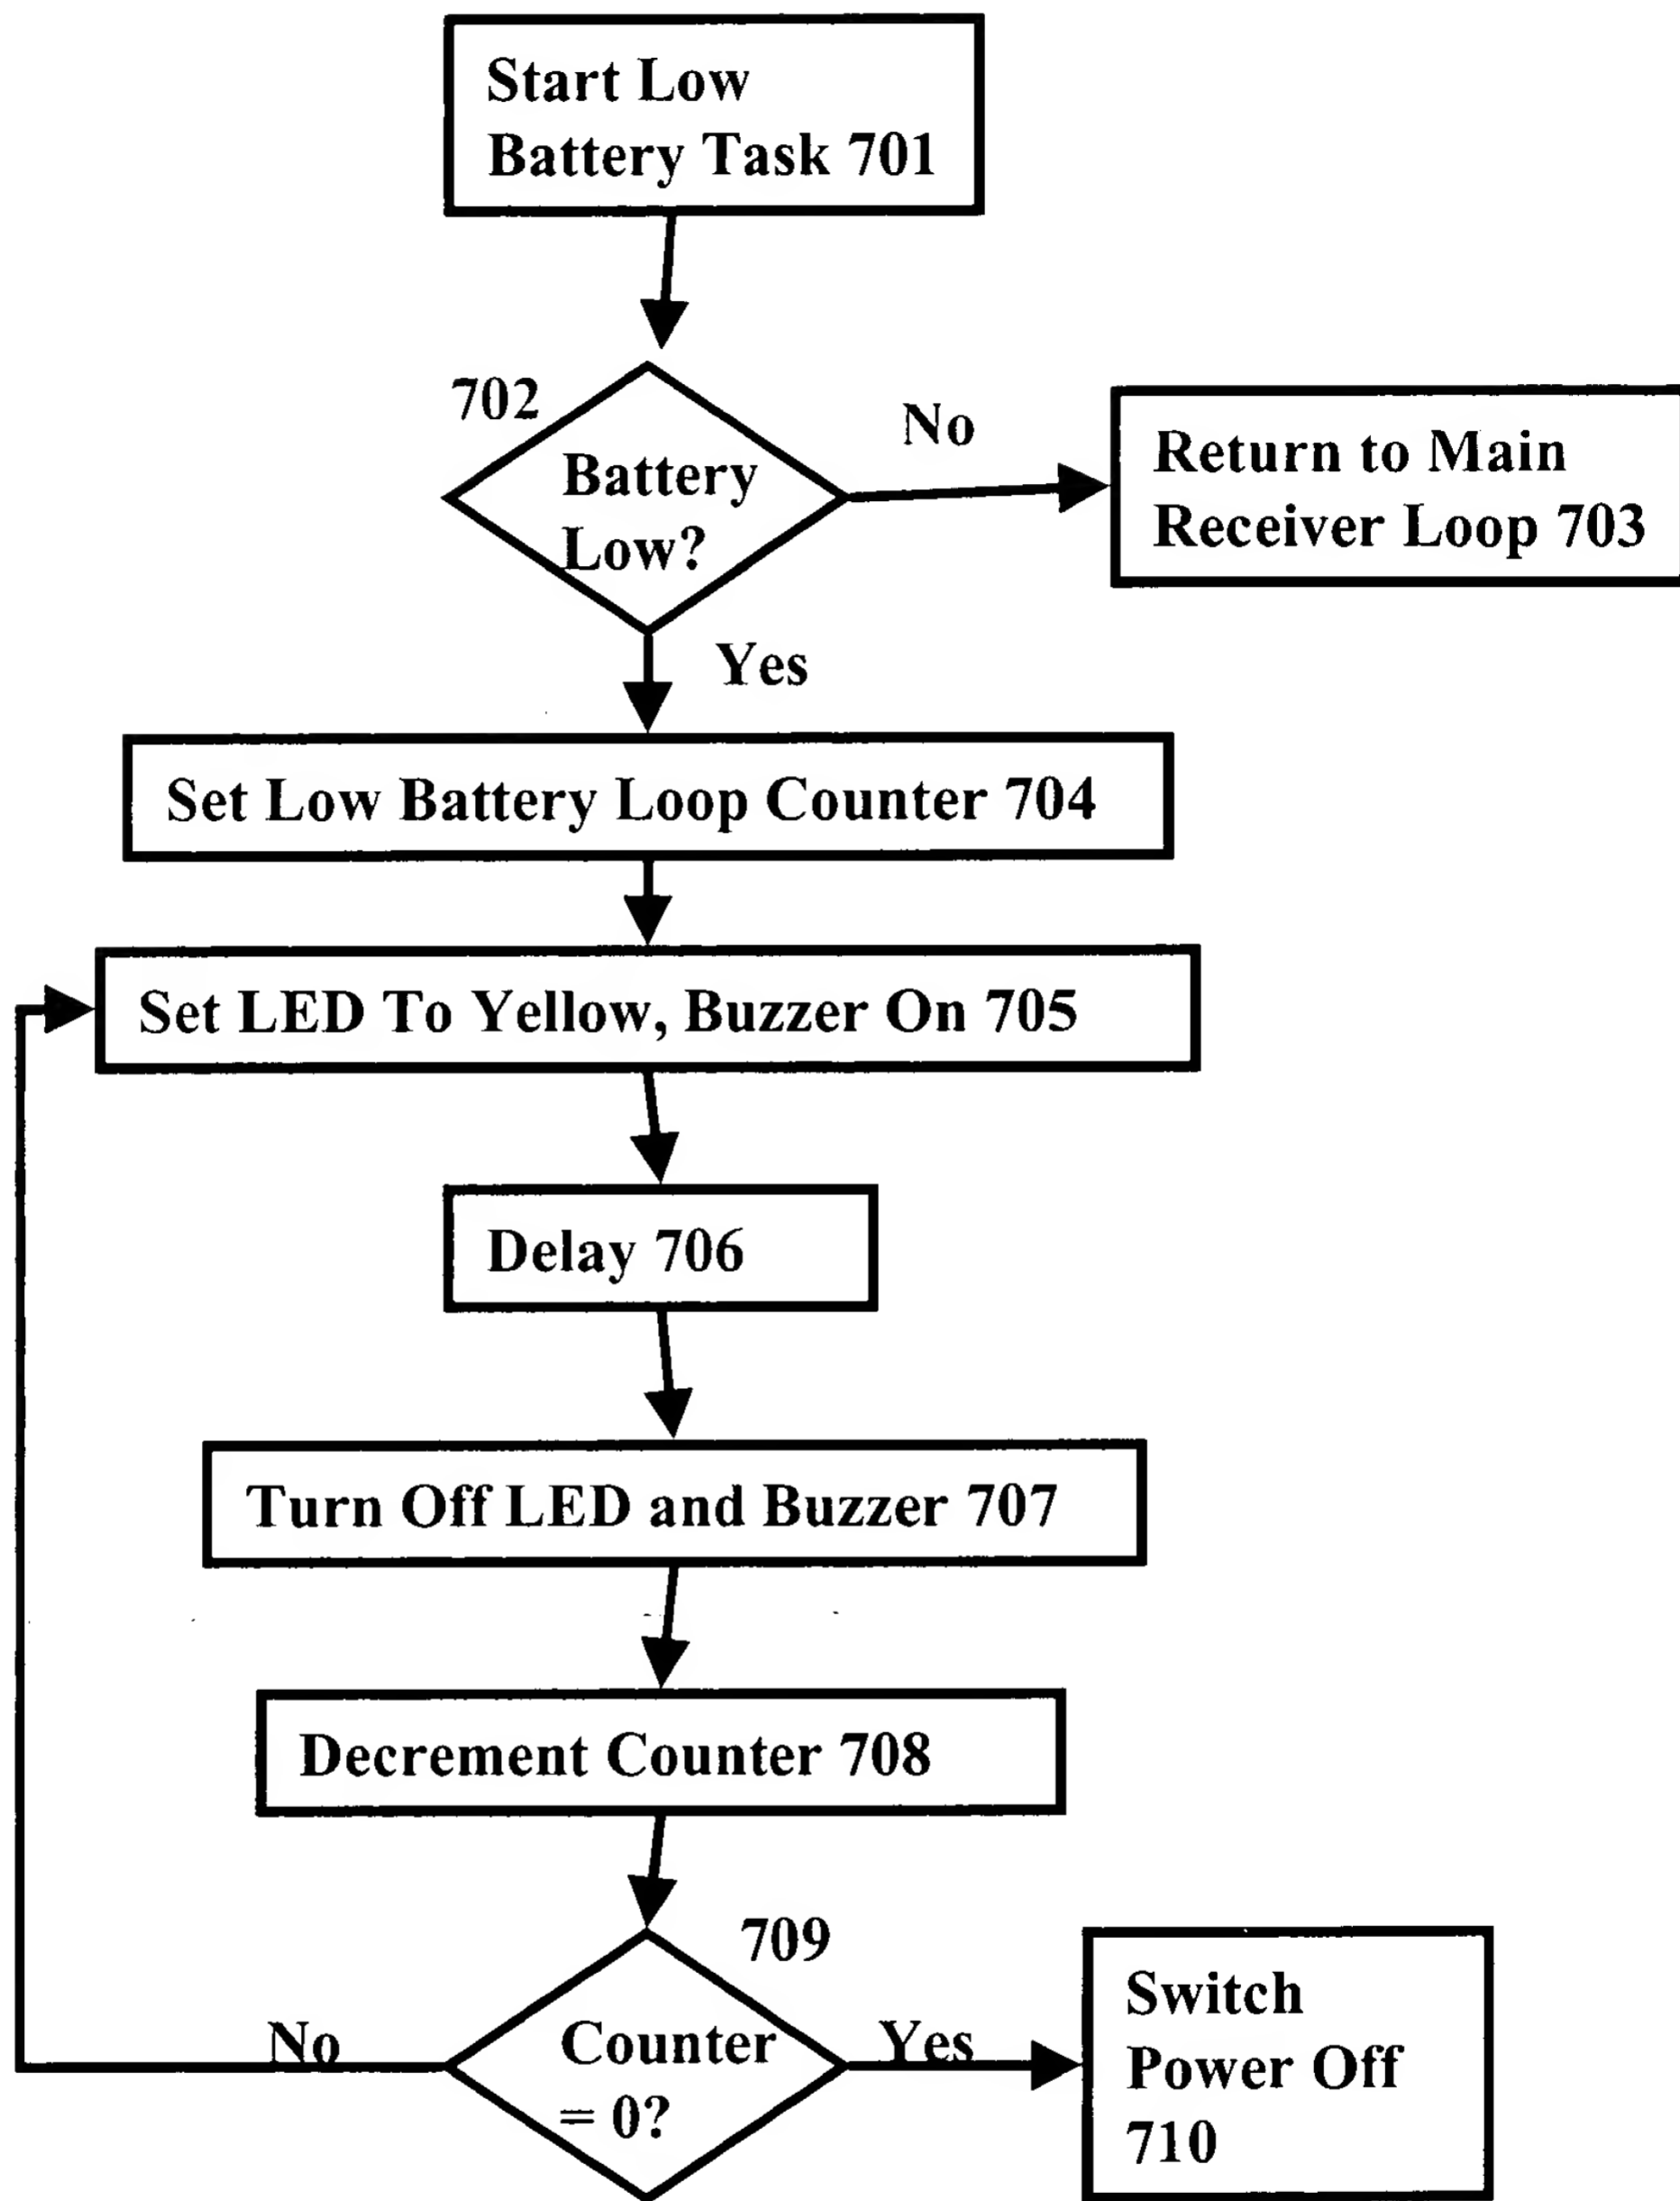 Start Low
Battery Task 701
702
Battery
Low?
No
Return to Main
Receiver Loop 703
Yes
Set Low Battery Loop Counter 704
Set LED To Yellow, Buzzer On 705
Delay 706
Turn Off LED and Buzzer 707
Decrement Counter 708
709
Counter
= 0?
No
Yes
Switch
Power Off
710